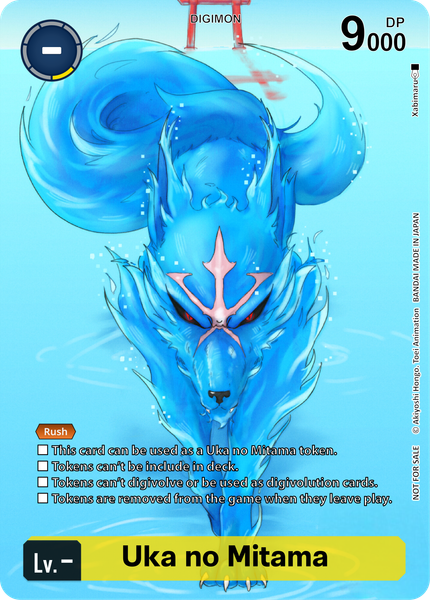 DIGIMON
-
DP
9000
Xabimaru
Rush
This card can be used as a Uka no Mitama token.
Tokens can't be include in deck.
Tokens can't digivolve or be used as digivolution cards.
Tokens are removed from the game when they leave play.
NOT FOR SALE © Akiyoshi Hongo, Toei Animation BANDAI MADE IN JAPAN
Lv.-
Uka no Mitama